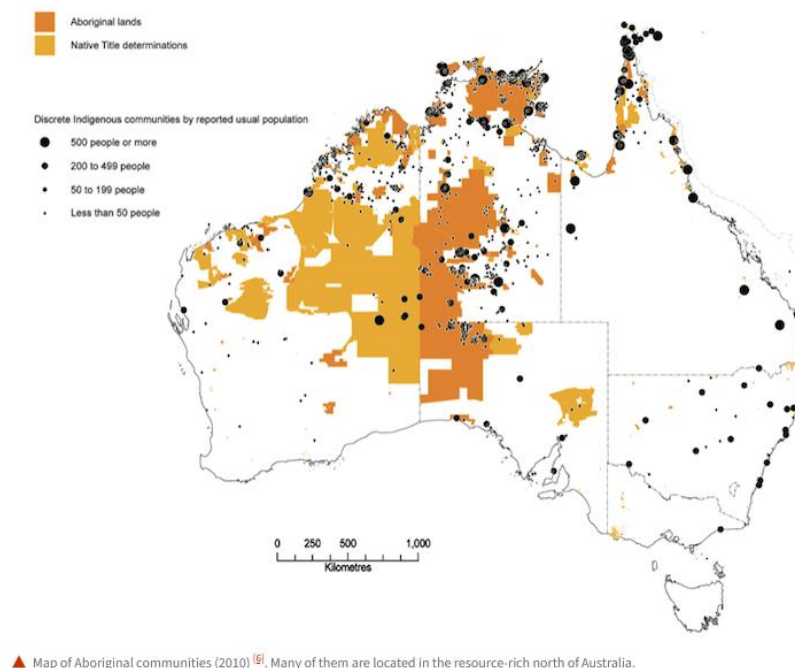 Aboriginal lands
Native Title determinations
Discrete Indigenous communities by reported usual population
500 people or more
200 to 499 people
50 to 199 people
Less than 50 people
0 250 500 1,000
Kilometres
▲ Map of Aboriginal communities (2010) [6]. Many of them are located in the resource-rich north of Australia.